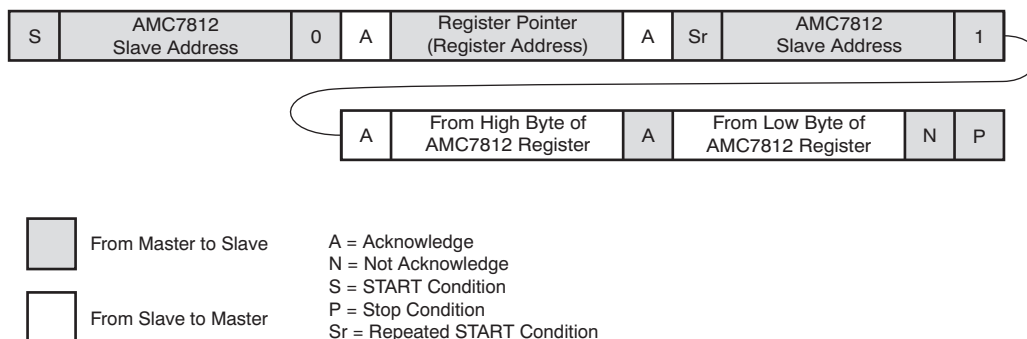 S
AMC7812
Slave Address
0
A
Register Pointer
(Register Address)
A
Sr
AMC7812
Slave Address
1
A
From High Byte of
AMC7812 Register
A
From Low Byte of
AMC7812 Register
N
P
From Master to Slave
From Slave to Master
A = Acknowledge
N = Not Acknowledge
S = START Condition
P = Stop Condition
Sr = Repeated START Condition